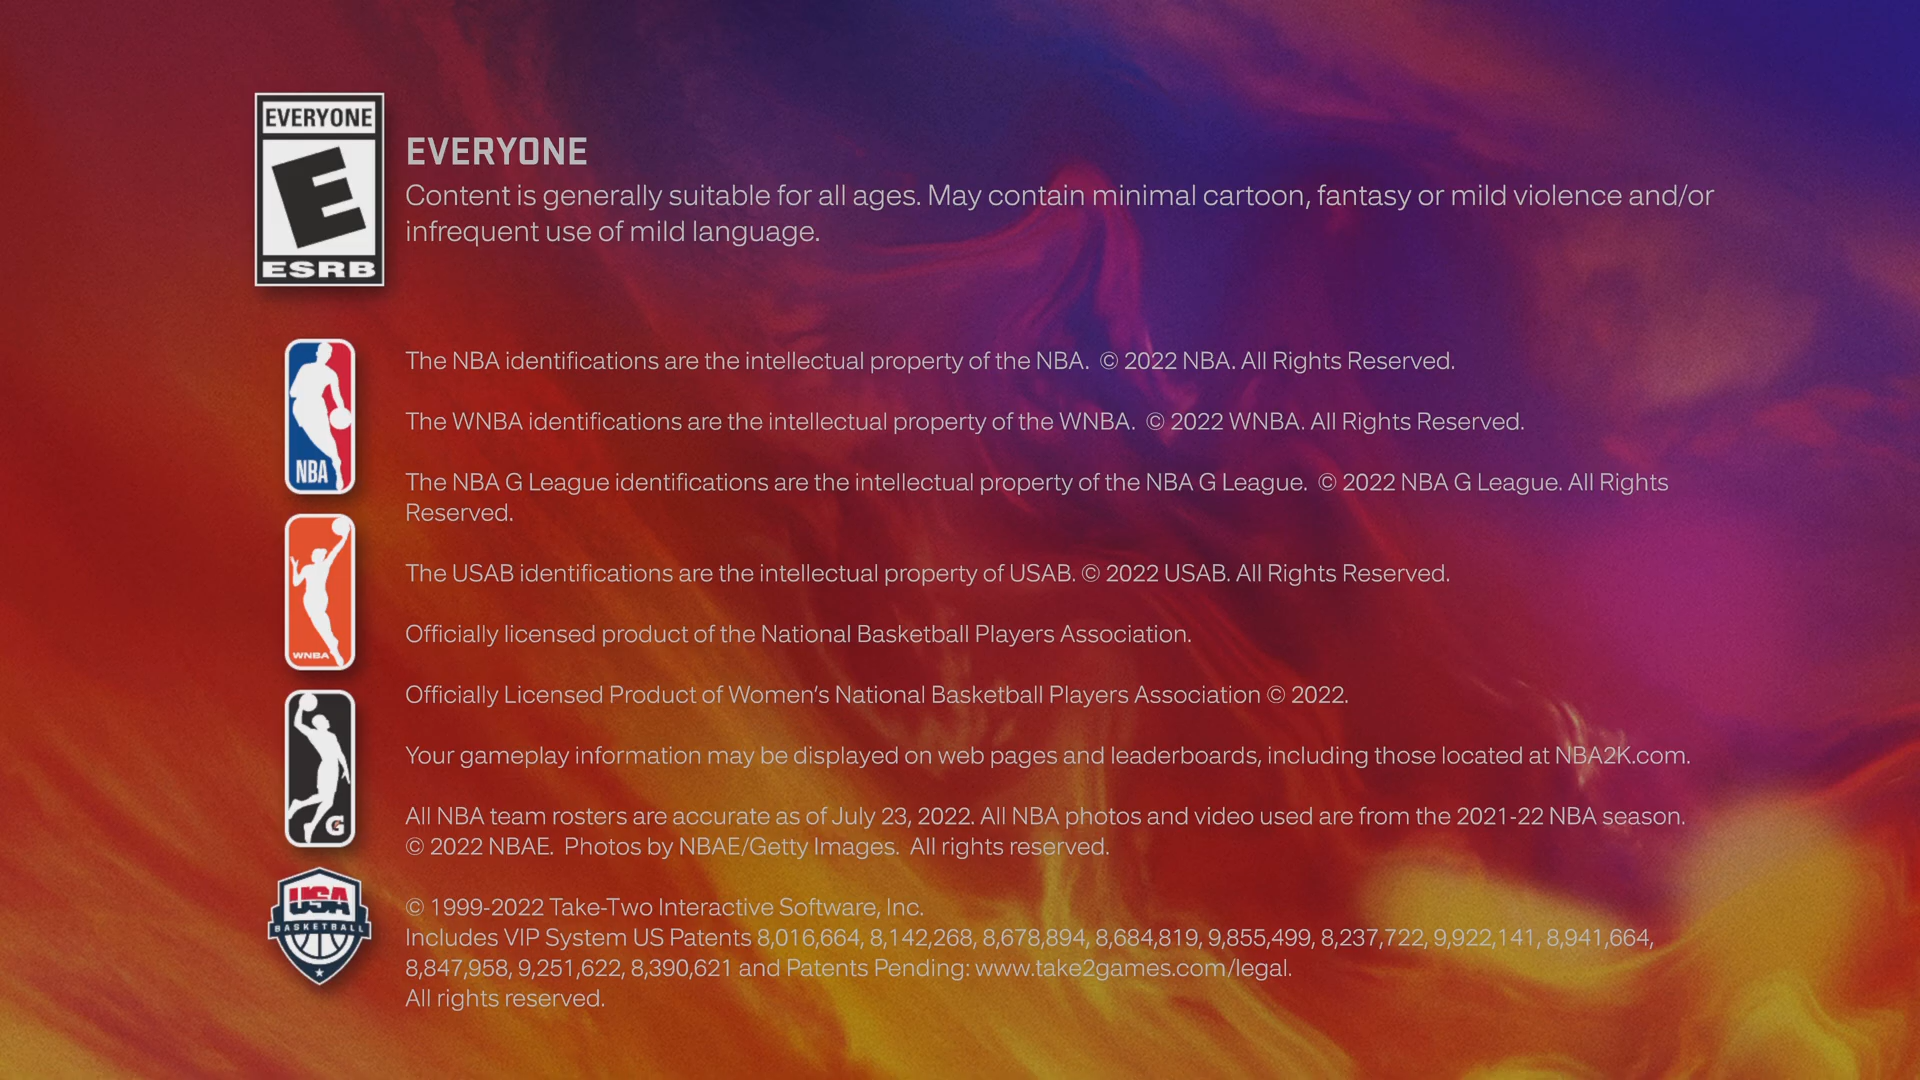 EVERYONE
E
ESRB
EVERYONE
Content is generally suitable for all ages. May contain minimal cartoon, fantasy or mild violence and/or
infrequent use of mild language.
NBA
The NBA identifications are the intellectual property of the NBA.  © 2022 NBA. All Rights Reserved.
The WNBA identifications are the intellectual property of the WNBA.  © 2022 WNBA. All Rights Reserved.
The NBA G League identifications are the intellectual property of the NBA G League.  © 2022 NBA G League. All Rights
Reserved.
WNBA
The USAB identifications are the intellectual property of USAB. © 2022 USAB. All Rights Reserved.
Officially licensed product of the National Basketball Players Association.
Officially Licensed Product of Women’s National Basketball Players Association © 2022.
G
Your gameplay information may be displayed on web pages and leaderboards, including those located at NBA2K.com.
All NBA team rosters are accurate as of July 23, 2022. All NBA photos and video used are from the 2021-22 NBA season.
© 2022 NBAE.  Photos by NBAE/Getty Images.  All rights reserved.
USA
BASKETBALL
© 1999-2022 Take-Two Interactive Software, Inc.
Includes VIP System US Patents 8,016,664, 8,142,268, 8,678,894, 8,684,819, 9,855,499, 8,237,722, 9,922,141, 8,941,664,
8,847,958, 9,251,622, 8,390,621 and Patents Pending: www.take2games.com/legal.
All rights reserved.